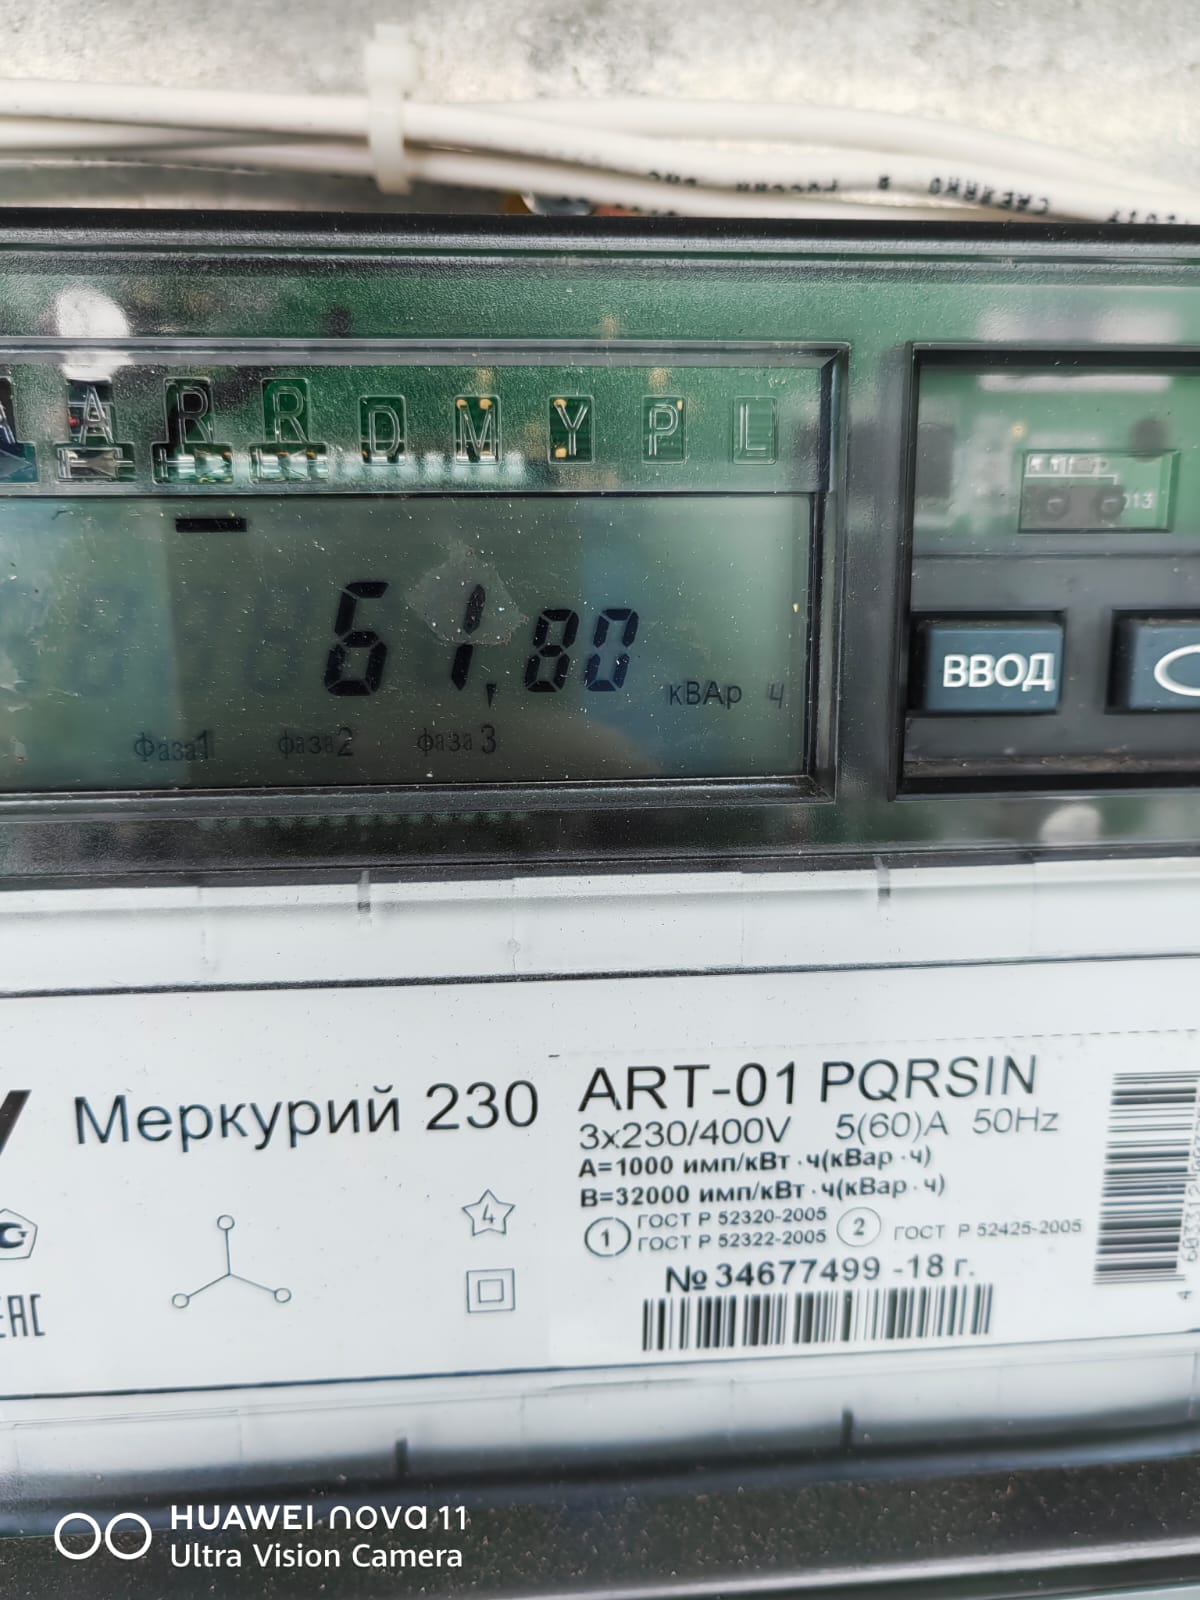 A R R D M Y P L
61,80 кВАр ч
Фаза1 фаза2 фаза3
ВВОД
Меркурий 230
ART-01 PQRSIN
3x230/400V 5(60)A 50Hz
A=1000 имп/кВт·ч(кВар·ч)
B=32000 имп/кВт·ч(кВар·ч)
1 ГОСТ Р 52320-2005
ГОСТ Р 52322-2005
2 ГОСТ Р 52425-2005
4
№ 34677499 -18 г.
ЕАС
HUAWEI nova 11
Ultra Vision Camera